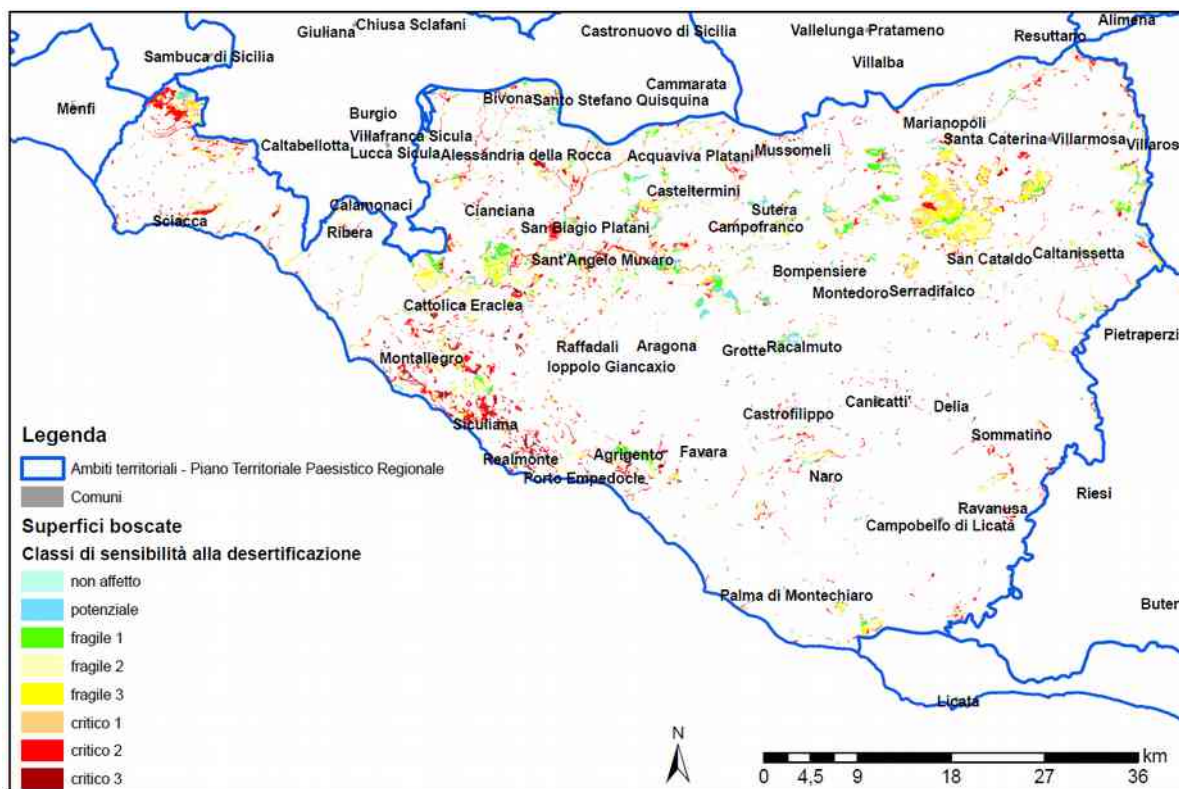 Alimena
Chiusa Sclafani
Giuliana
Castronuovo di Sicilia
Vallelunga Pratameno
Resuttano
Sambuca di Sicilia
Villalba
Cammarata
Menfi
Bivona
Santo Stefano Quisquina
Burgio
Marianopoli
Villafranca Sicula
Santa Caterina Villarmosa
Villaros
Caltabellotta
Lucca Sicula
Alessandria della Rocca
Acquaviva Platani
Mussomeli
Casteltermini
Calamonaci
Cianciana
Sutera
Sciacca
Ribera
San Biagio Platani
Campofranco
Sant'Angelo Muxaro
San Cataldo
Caltanissetta
Bompensiere
Cattolica Eraclea
Montedoro
Serradifalco
Pietraperzi
Raffadali
Aragona
Grotte
Racalmuto
Montallegro
Ioppolo Giancaxio
Canicatti'
Delia
Castrofilippo
Siculiana
Sommatino
Realmonte
Agrigento
Favara
Porto Empedocle
Naro
Riesi
Ravanusa
Campobello di Licata
Palma di Montechiaro
Buter
Licata
Legenda
Ambiti territoriali - Piano Territoriale Paesistico Regionale
Comuni
Superfici boscate
Classi di sensibilità alla desertificazione
non affetto
potenziale
fragile 1
fragile 2
fragile 3
critico 1
critico 2
critico 3
N
km
0 4,5 9 18 27 36